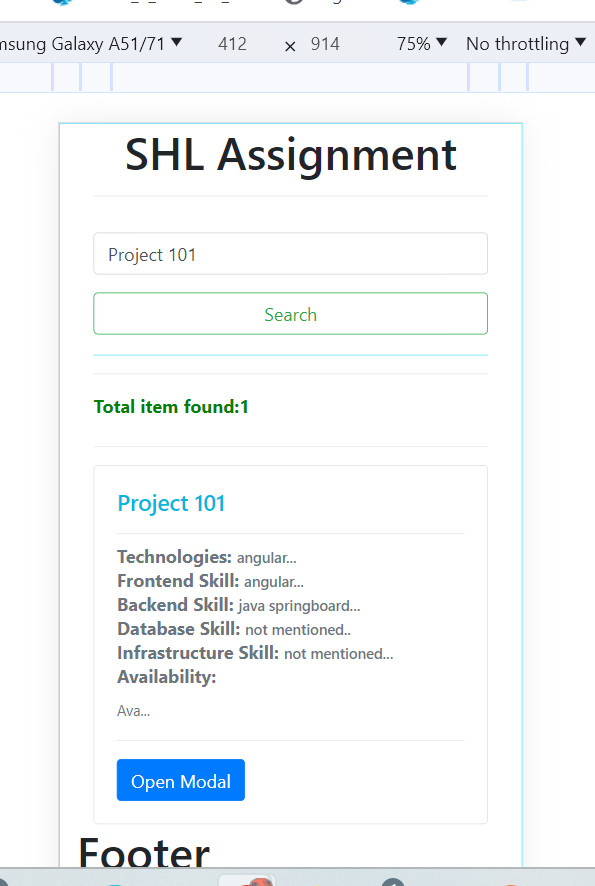 msung Galaxy A51/71 ▼ 412 × 914 75% ▼ No throttling ▼
SHL Assignment
Project 101
Search
Total item found:1
Project 101
Technologies: angular...
Frontend Skill: angular...
Backend Skill: java springboard...
Database Skill: not mentioned..
Infrastructure Skill: not mentioned...
Availability:
Ava...
Open Modal
Footer